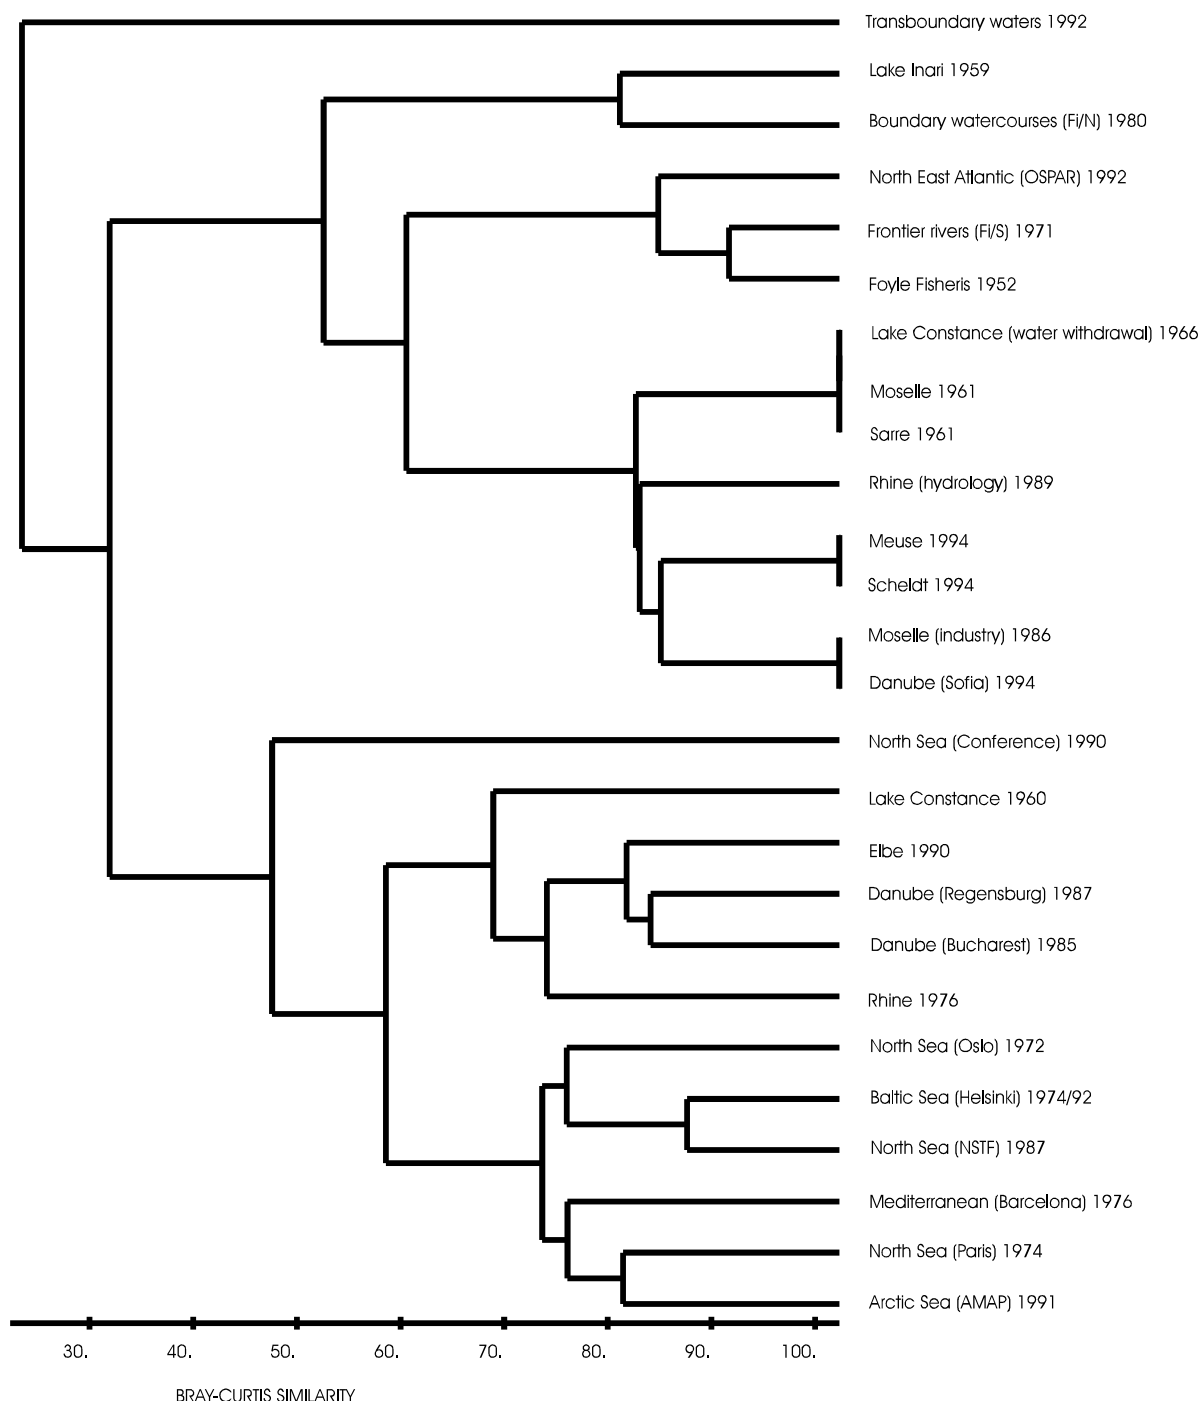 Transboundary waters 1992
Lake Inari 1959
Boundary watercourses (Fi/N) 1980
North East Atlantic (OSPAR) 1992
Frontier rivers (Fi/S) 1971
Foyle Fisheris 1952
Lake Constance (water withdrawal) 1966
Moselle 1961
Sarre 1961
Rhine (hydrology) 1989
Meuse 1994
Scheldt 1994
Moselle (industry) 1986
Danube (Sofia) 1994
North Sea (Conference) 1990
Lake Constance 1960
Elbe 1990
Danube (Regensburg) 1987
Danube (Bucharest) 1985
Rhine 1976
North Sea (Oslo) 1972
Baltic Sea (Helsinki) 1974/92
North Sea (NSTF) 1987
Mediterranean (Barcelona) 1976
North Sea (Paris) 1974
Arctic Sea (AMAP) 1991
30. 40. 50. 60. 70. 80. 90. 100.
BRAY-CURTIS SIMILARITY